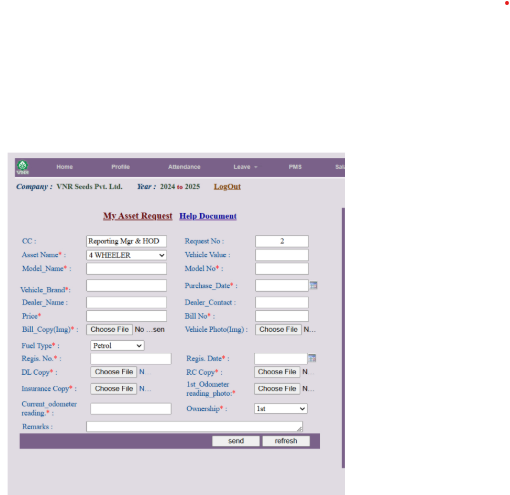 VNR Home Profile Attendance Leave PMS
Company : VNR Seeds Pvt. Ltd. Year : 2024 to 2025 LogOut
My Asset Request Help Document
CC : Reporting Mgr & HOD Request No : 2
Asset Name* : 4 WHEELER Vehicle Value :
Model_Name* : Model No* :
Vehicle_Brand*: Purchase_Date* :
Dealer_Name : Dealer_Contact :
Price* Bill No* :
Bill_Copy(Img)* : Choose File No ...sen Vehicle Photo(Img) : Choose File N...
Fuel Type* : Petrol
Regis. No.* : Regis. Date* :
DL Copy* : Choose File N... RC Copy* : Choose File N...
Insurance Copy* : Choose File N... 1st_Odometer
reading_photo:* Choose File N...
Current_odometer
reading.* : Ownership* : 1st
Remarks :
send refresh